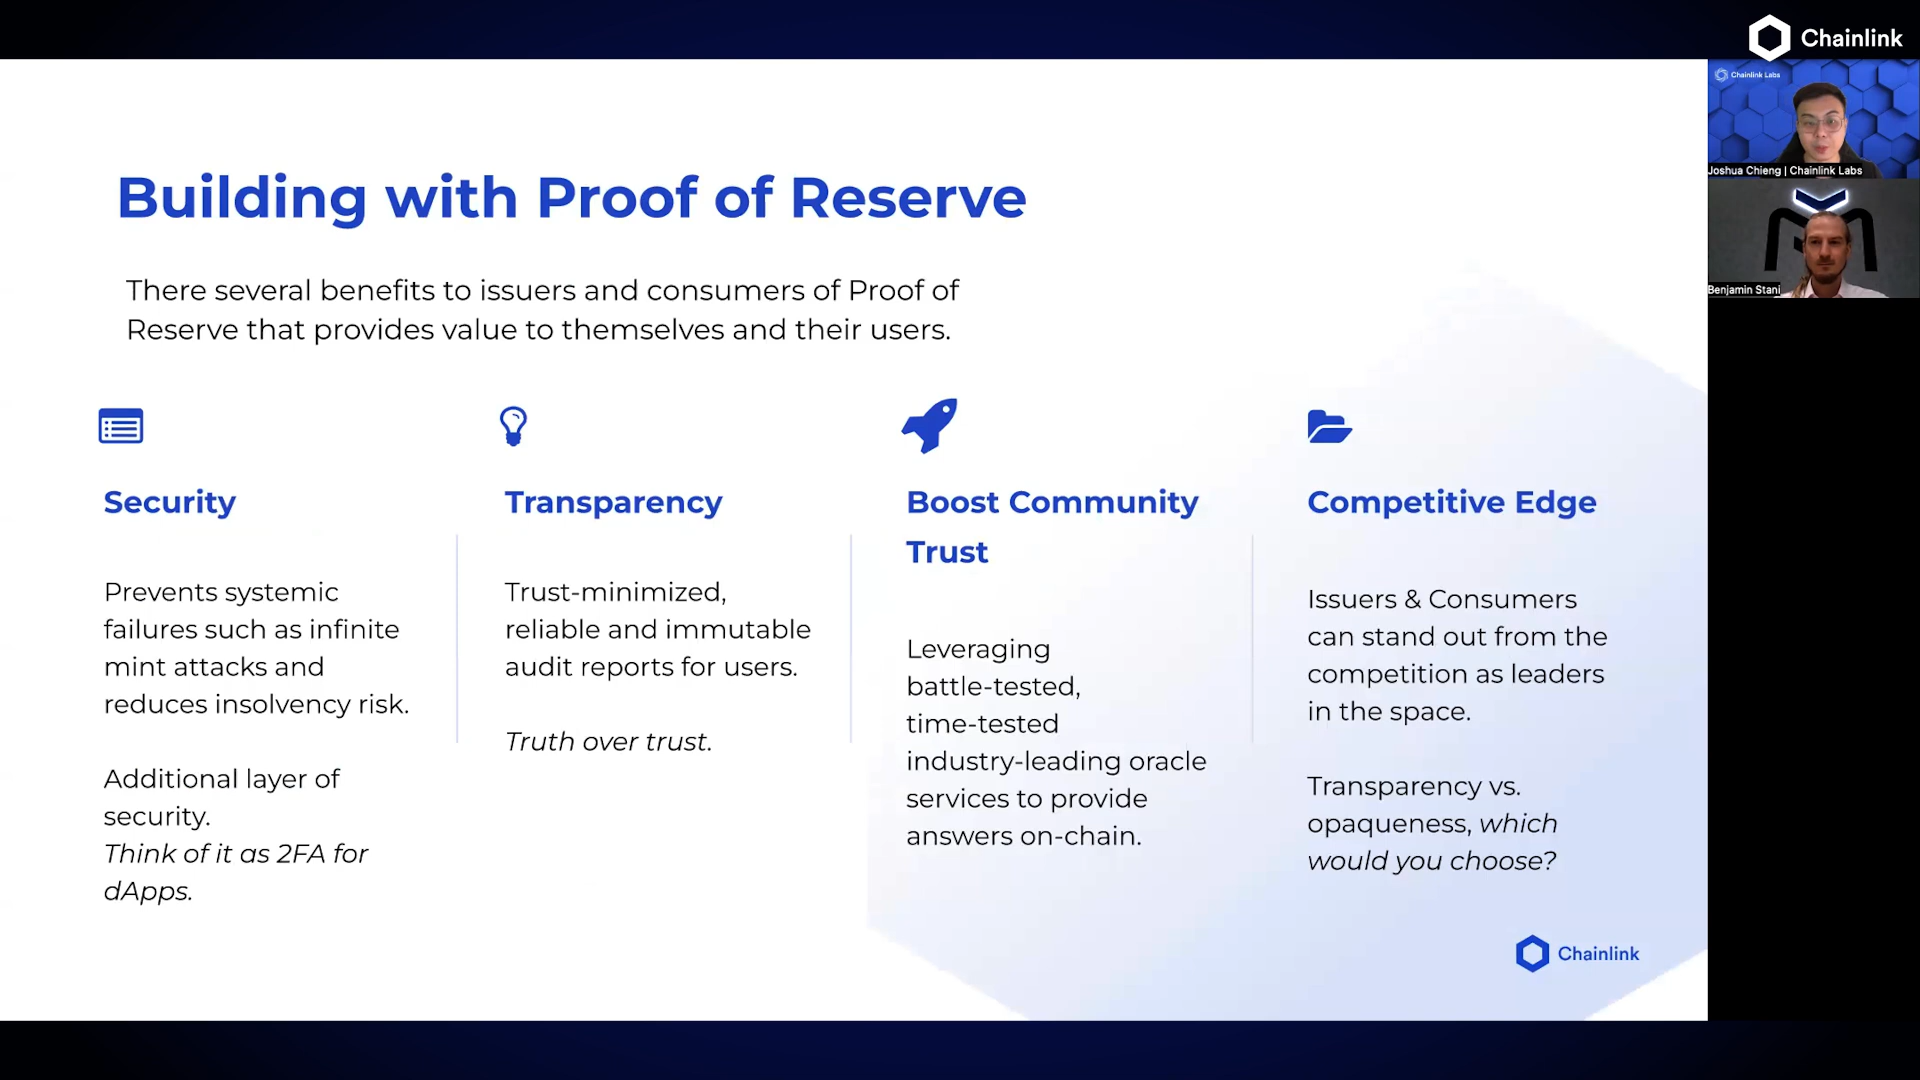 Chainlink
Chainlink Labs
Joshua Chieng | Chainlink Labs
Benjamin Stani
Building with Proof of Reserve
There several benefits to issuers and consumers of Proof of
Reserve that provides value to themselves and their users.
Security
Prevents systemic
failures such as infinite
mint attacks and
reduces insolvency risk.
Additional layer of
security.
Think of it as 2FA for
dApps.
Transparency
Trust-minimized,
reliable and immutable
audit reports for users.
Truth over trust.
Boost Community
Trust
Leveraging
battle-tested,
time-tested
industry-leading oracle
services to provide
answers on-chain.
Competitive Edge
Issuers & Consumers
can stand out from the
competition as leaders
in the space.
Transparency vs.
opaqueness, which
would you choose?
Chainlink